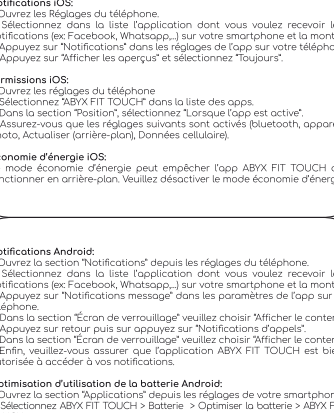 otifications iOS:
Ouvrez les Réglages du téléphone.
Sélectionnez dans la liste l'application dont vous voulez recevoir l
otifications (ex: Facebook, Whatsapp,..) sur votre smartphone et la mont
Appuyez sur "Notifications" dans les réglages de l'app sur votre télépho
Appuyez sur "Afficher les aperçus" et sélectionnez "Toujours".
rmissions iOS:
Ouvrez les réglages du téléphone
Sélectionnez "ABYX FIT TOUCH" dans la liste des apps.
Dans la section "Position", sélectionnez "Lorsque l'app est active".
Assurez-vous que les réglages suivants sont activés (bluetooth, appare
hoto, Actualiser (arrière-plan), Données cellulaire).
conomie d'énergie iOS:
mode économie d'énergie peut empêcher l'app ABYX FIT TOUCH d
nctionner en arrière-plan. Veuillez désactiver le mode économie d'énerg
otifications Android:
Ouvrez la section "Notifications" depuis les réglages du téléphone.
Sélectionnez dans la liste l'application dont vous voulez recevoir l
otifications (ex: Facebook, Whatsapp,..) sur votre smartphone et la mont
Appuyez sur "Notifications message" dans les paramètres de l'app sur
léphone.
Dans la section "Écran de verrouillage" veuillez choisir "Afficher le conten
Appuyez sur retour puis sur appuyez sur "Notifications d'appels".
Dans la section "Écran de verrouillage" veuillez choisir "Afficher le conten
Enfin, veuillez-vous assurer que l'application ABYX FIT TOUCH est bie
torisée à accéder à vos notifications.
ptimisation d'utilisation de la batterie Android:
Ouvrez la section "Applications" depuis les réglages de votre smartphon
Sélectionnez ABYX FIT TOUCH > Batterie > Optimiser la batterie > ABYX F